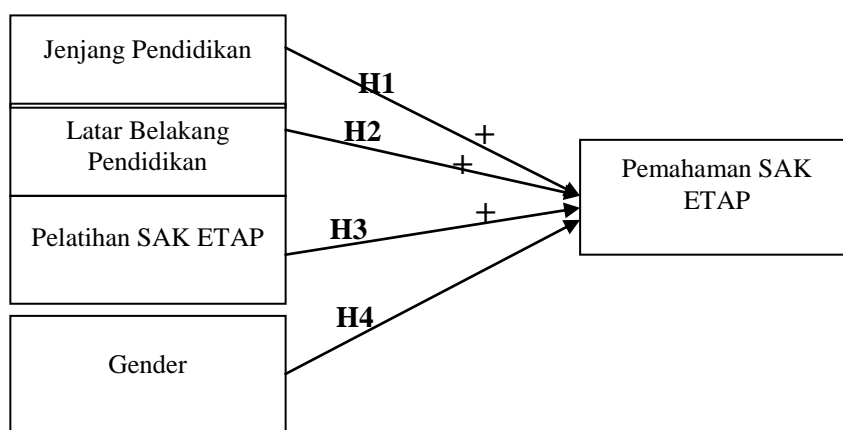 Jenjang Pendidikan
H1
+
Latar Belakang
Pendidikan
H2
+
Pemahaman SAK
ETAP
Pelatihan SAK ETAP
H3
+
H4
Gender